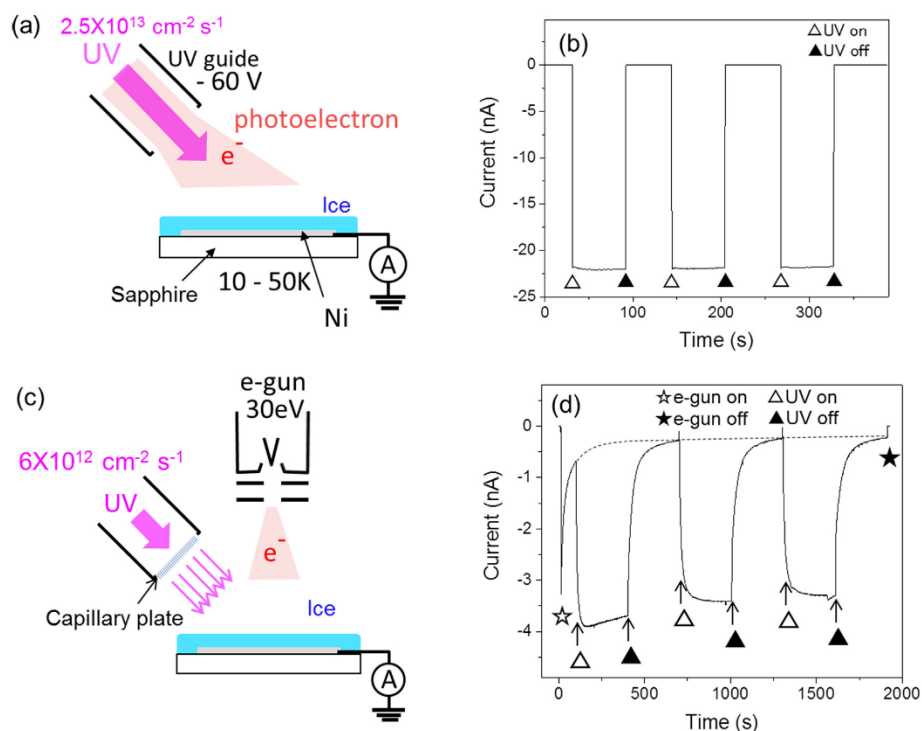 (a)
2.5X10¹³ cm⁻² s⁻¹
UV
UV guide
- 60 V
photoelectron
e⁻
Ice
A
Sapphire
10 - 50K
Ni
(b)
△ UV on
▲ UV off
Current (nA)
0
-5
-10
-15
-20
-25
0 100 200 300
Time (s)
(c)
e-gun
30eV
6X10¹² cm⁻² s⁻¹
UV
e⁻
Capillary plate
Ice
A
(d)
☆ e-gun on △ UV on
★ e-gun off ▲ UV off
Current (nA)
0
-1
-2
-3
-4
0 500 1000 1500 2000
Time (s)